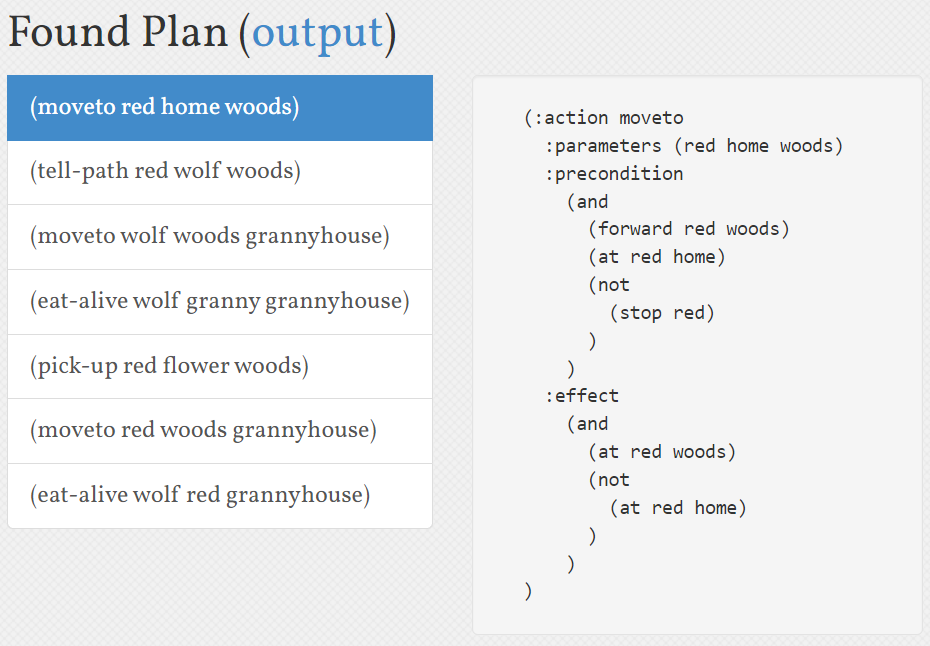 Found Plan (output)
(moveto red home woods)
(tell-path red wolf woods)
(moveto wolf woods grannyhouse)
(eat-alive wolf granny grannyhouse)
(pick-up red flower woods)
(moveto red woods grannyhouse)
(eat-alive wolf red grannyhouse)
(:action moveto
  :parameters (red home woods)
  :precondition
    (and
      (forward red woods)
      (at red home)
      (not
        (stop red)
      )
    )
  :effect
    (and
      (at red woods)
      (not
        (at red home)
      )
    )
)